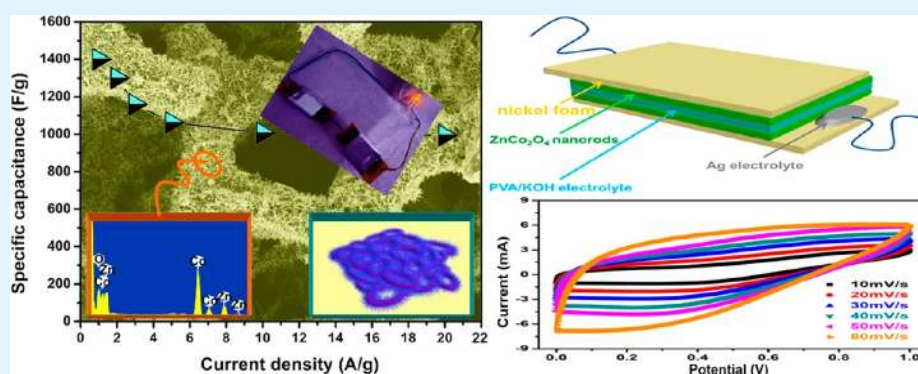 1600
1400
1200
1000
800
600
400
200
0
Specific capacitance (F/g)
0 2 4 6 8 10 12 14 16 18 20 22
Current density (A/g)
O
Zn
Co
Co
Co
Zn
Zn
nickel foam
ZnCo₂O₄ nanorods
PVA/KOH electrolyte
Ag electrolyte
9
6
3
0
-3
-6
-9
Current (mA)
10mV/s
20mV/s
30mV/s
40mV/s
50mV/s
80mV/s
0.0 0.2 0.4 0.6 0.8 1.0
Potential (V)